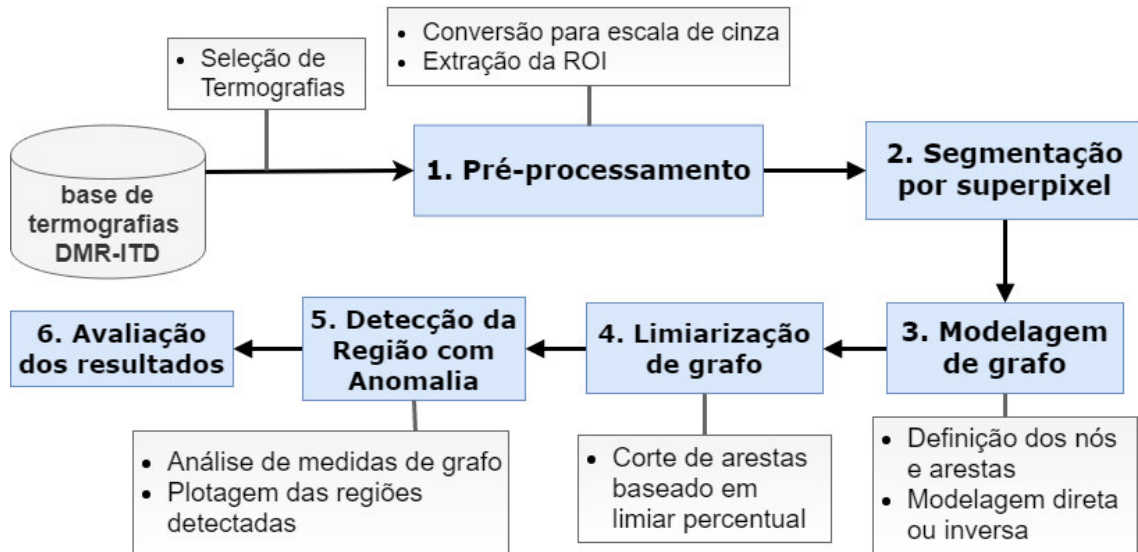 • Seleção de
Termografias
• Conversão para escala de cinza
• Extração da ROI
base de
termografias
DMR-ITD
1. Pré-processamento
2. Segmentação
por superpixel
3. Modelagem
de grafo
• Definição dos nós
e arestas
• Modelagem direta
ou inversa
4. Limiarização
de grafo
• Corte de arestas
baseado em
limiar percentual
5. Detecção da
Região com
Anomalia
• Análise de medidas de grafo
• Plotagem das regiões
detectadas
6. Avaliação
dos resultados